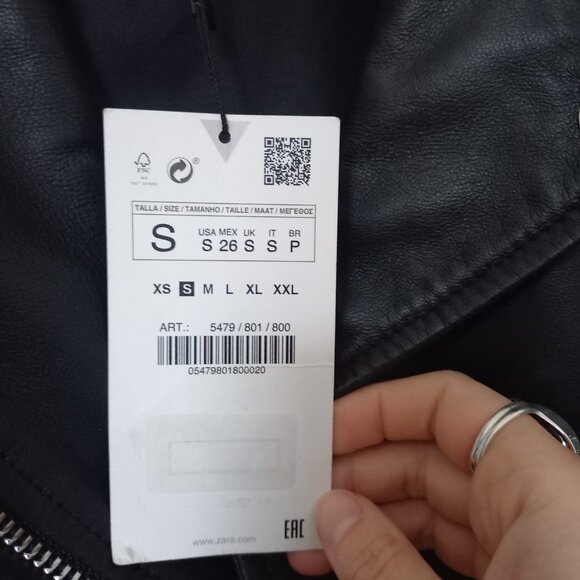 FSC
®
TALLA / SIZE / TAMANHO / TAILLE / MAAT / ΜΕΓΕΘΟΣ
S
USA MEX UK IT BR
S 26 S S P
XS S M L XL XXL
ART.: 5479 / 801 / 800
05479801800020
www.zara.com
EAC